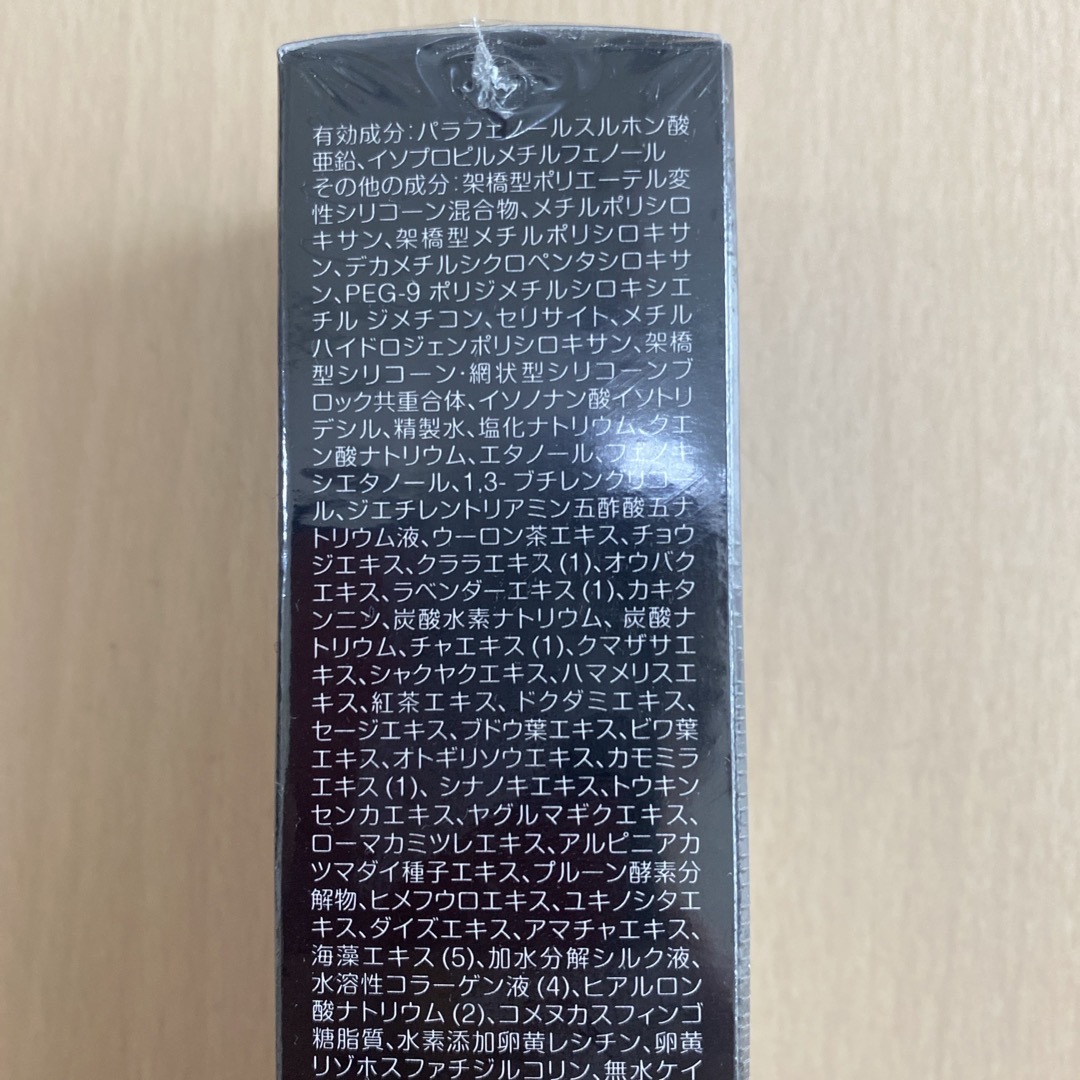 有効成分:パラフェノールスルホン酸
亜鉛、イソプロピルメチルフェノール
その他の成分:架橋型ポリエーテル変
性シリコーン混合物、メチルポリシロ
キサン、架橋型メチルポリシロキサ
ン、デカメチルシクロペンタシロキサ
ン、PEG-9 ポリジメチルシロキシエ
チル ジメチコン、セリサイト、メチル
ハイドロジェンポリシロキサン、架橋
型シリコーン・網状型シリコーンブ
ロック共重合体、イソノナン酸イソトリ
デシル、精製水、塩化ナトリウム、クエ
ン酸ナトリウム、エタノール、フェノキ
シエタノール、1,3- ブチレングリコー
ル、ジエチレントリアミン五酢酸五ナ
トリウム液、ウーロン茶エキス、チョウ
ジエキス、クララエキス(1)、オウバク
エキス、ラベンダーエキス(1)、カキタ
ンニン、炭酸水素ナトリウム、 炭酸ナ
トリウム、チャエキス(1)、クマザサエ
キス、シャクヤクエキス、ハマメリスエ
キス、紅茶エキス、ドクダミエキス、
セージエキス、ブドウ葉エキス、ビワ葉
エキス、オトギリソウエキス、カモミラ
エキス(1)、 シナノキエキス、トウキン
センカエキス、ヤグルマギクエキス、
ローマカミツレエキス、アルピニアカ
ツマダイ種子エキス、プルーン酵素分
解物、ヒメフウロエキス、ユキノシタエ
キス、ダイズエキス、アマチャエキス、
海藻エキス(5)、加水分解シルク液、
水溶性コラーゲン液(4)、ヒアルロン
酸ナトリウム(2)、コメヌカスフィンゴ
糖脂質、水素添加卵黄レシチン、卵黄
リゾホスファチジルコリン、無水ケイ